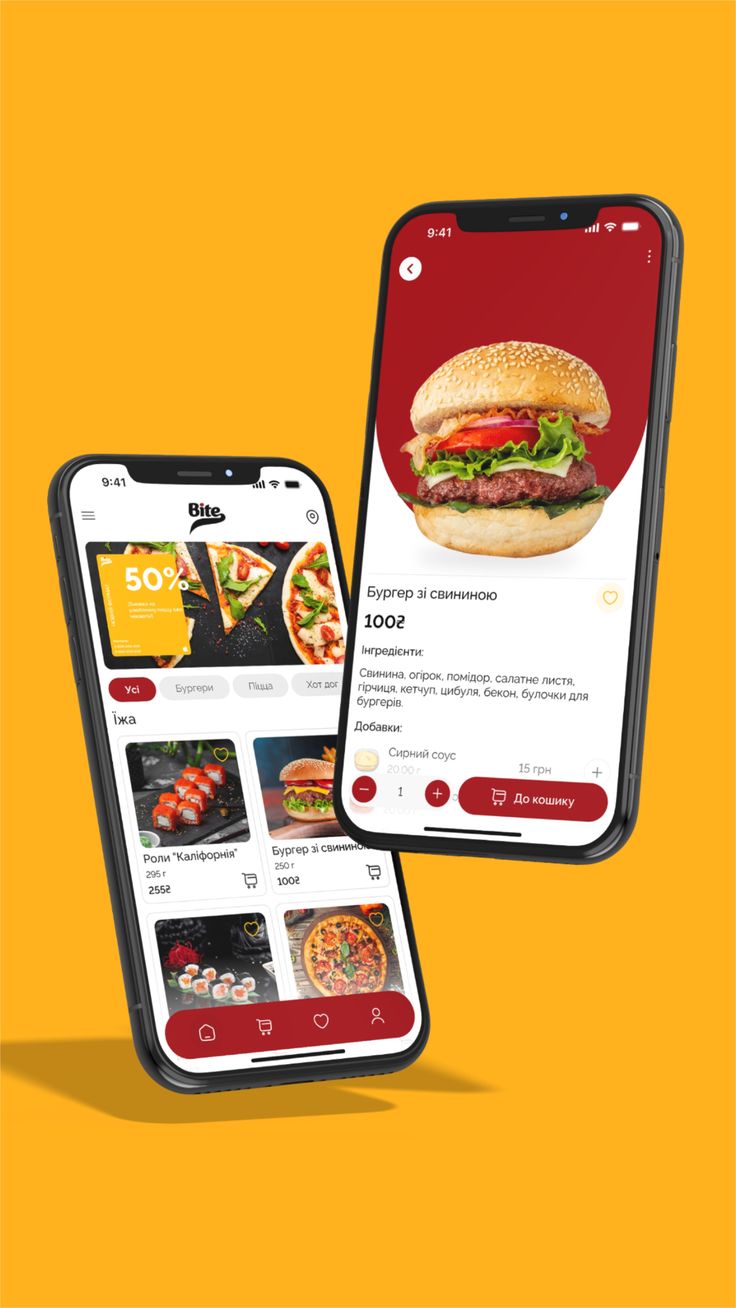 9:41
Bite
50%
Усі
Бургери
Піцца
Хот дог
Їжа
Роли "Каліфорнія"
295 г
255₴
Бургер зі свининою
250 г
100₴
9:41
Бургер зі свининою
100₴
Інгредієнти:
Свинина, огірок, помідор, салатне листя,
гірчиця, кетчуп, цибуля, бекон, булочки для
бургерів.
Добавки:
Сирний соус
20.00 г
15 грн
1
До кошику